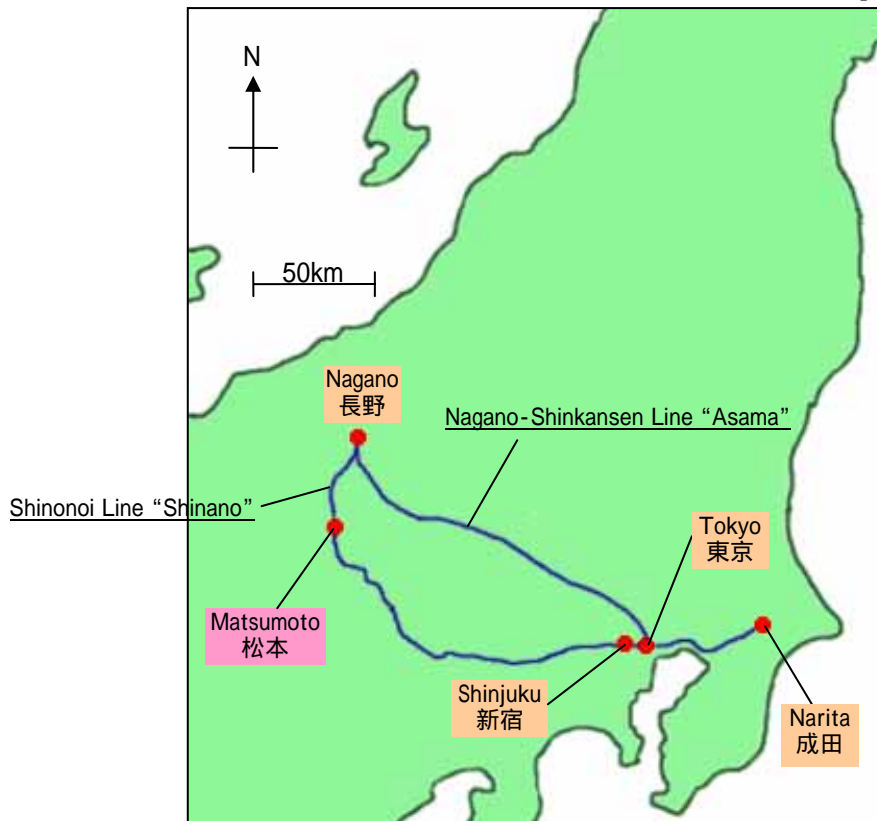 N
50km
Nagano
長野
Nagano-Shinkansen Line “Asama”
Shinonoi Line “Shinano”
Tokyo
東京
Matsumoto
松本
Shinjuku
新宿
Narita
成田